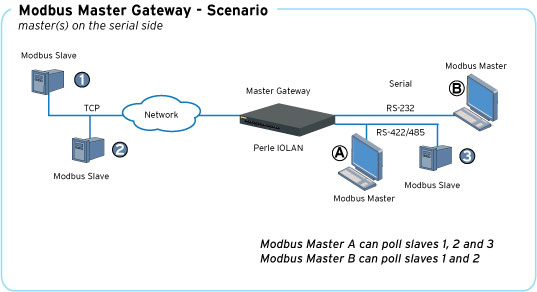 Modbus Master Gateway - Scenario
master(s) on the serial side
Modbus Slave
1
TCP
2
Modbus Slave
Network
Master Gateway
Perle IOLAN
Serial
RS-232
RS-422/485
Modbus Master
B
A
Modbus Master
3
Modbus Slave
Modbus Master A can poll slaves 1, 2 and 3
Modbus Master B can poll slaves 1 and 2